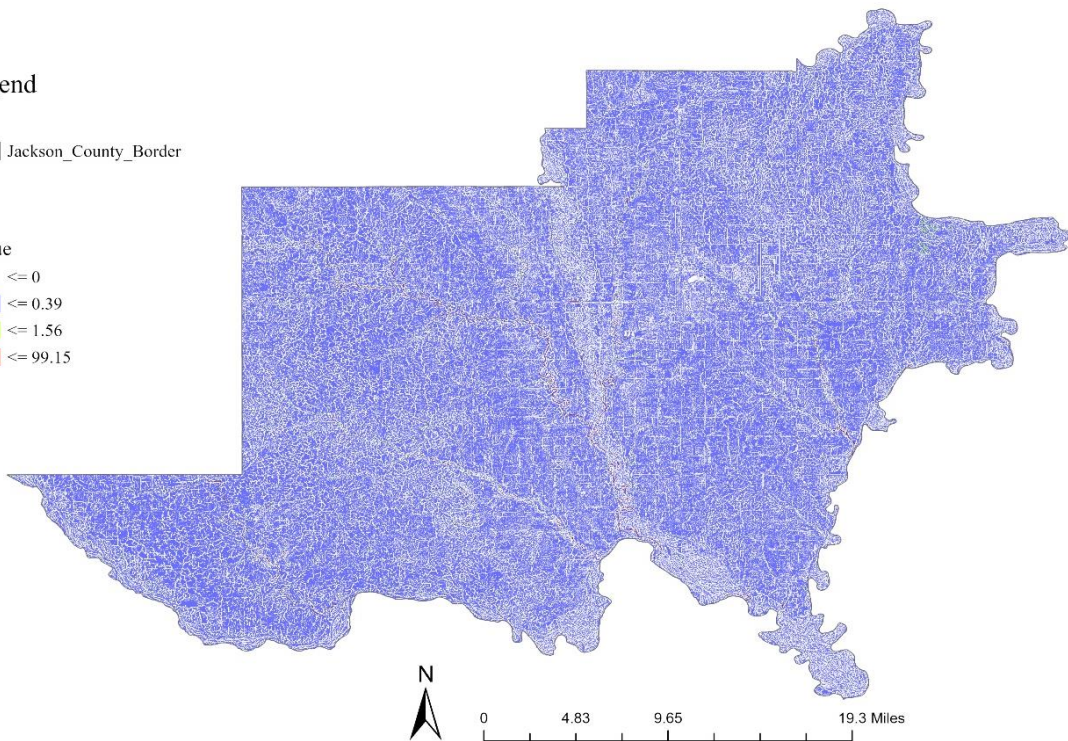 end
Jackson_County_Border
ue
<= 0
<= 0.39
<= 1.56
<= 99.15
N
0 4.83 9.65 19.3 Miles